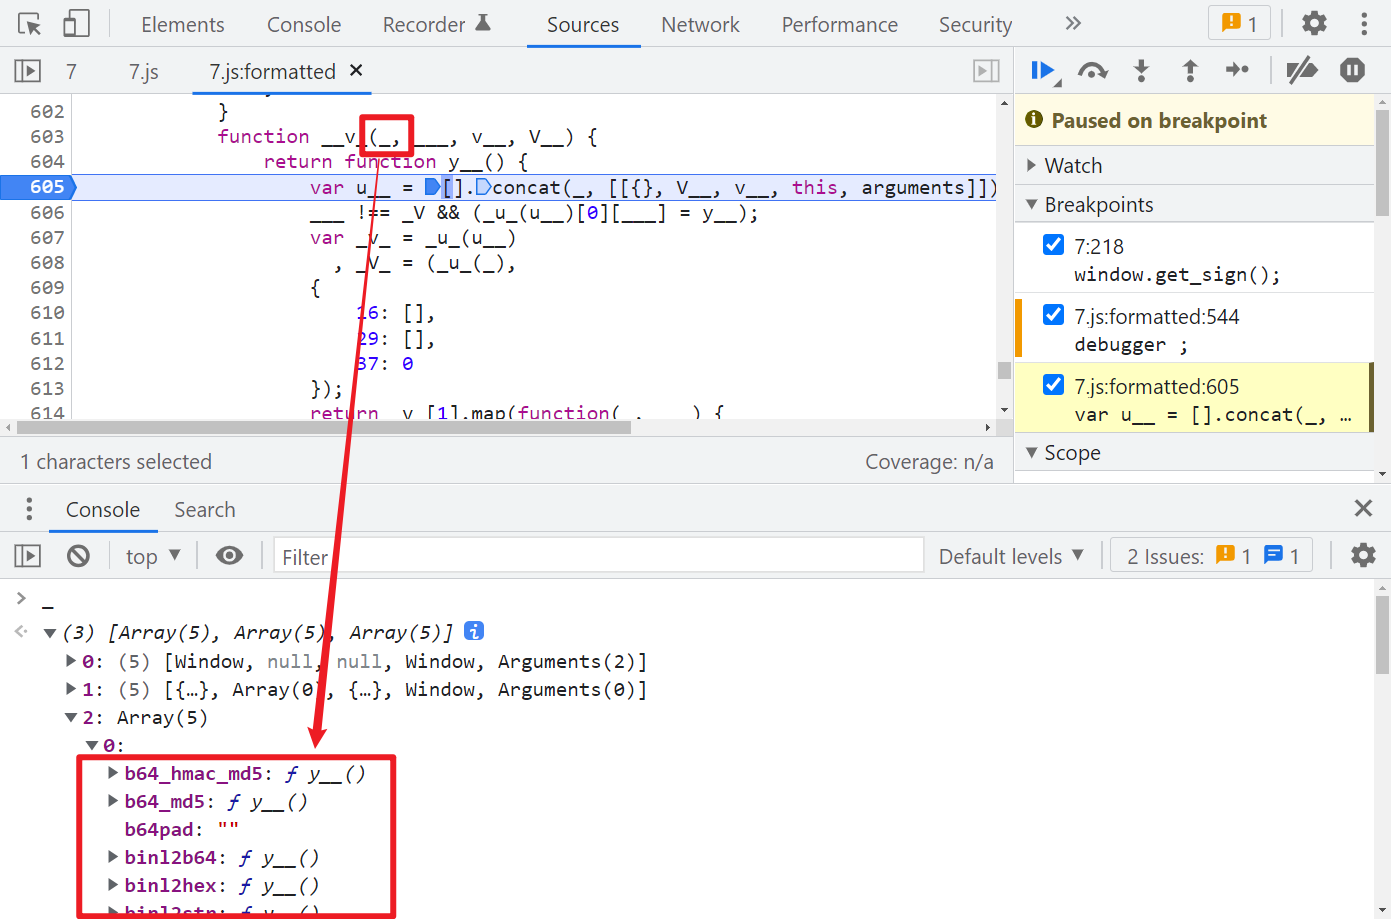 Elements Console Recorder Sources Network Performance Memory Security » 1
7 7.js 7.js:formatted ×
602 }
603 function __v_(_, ___, v__, V__) {
604 return function y__() {
605 var u__ = [].concat(_, [[{}, V__, v__, this, arguments]])
606 ___ !== _V && (_u_(u__)[0][___] = y__);
607 var _v_ = _u_(u__)
608 , _V_ = (_u_(_),
609 {
610 16: [],
611 29: [],
612 37: 0
613 });
614
1 characters selected Coverage: n/a
Paused on breakpoint
Watch
Breakpoints
7:218
window.get_sign();
7.js:formatted:544
debugger ;
7.js:formatted:605
var u__ = [].concat(_, …
Scope
Console Search
top Filter Default levels 2 Issues: 1 1
> _
(3) [Array(5), Array(5), Array(5)]
0: (5) [Window, null, null, Window, Arguments(2)]
1: (5) [{…}, Array(0), {…}, Window, Arguments(0)]
2: Array(5)
0:
b64_hmac_md5: ƒ y__()
b64_md5: ƒ y__()
b64pad: ""
binl2b64: ƒ y__()
binl2hex: ƒ y__()
binl2str: ƒ y__()